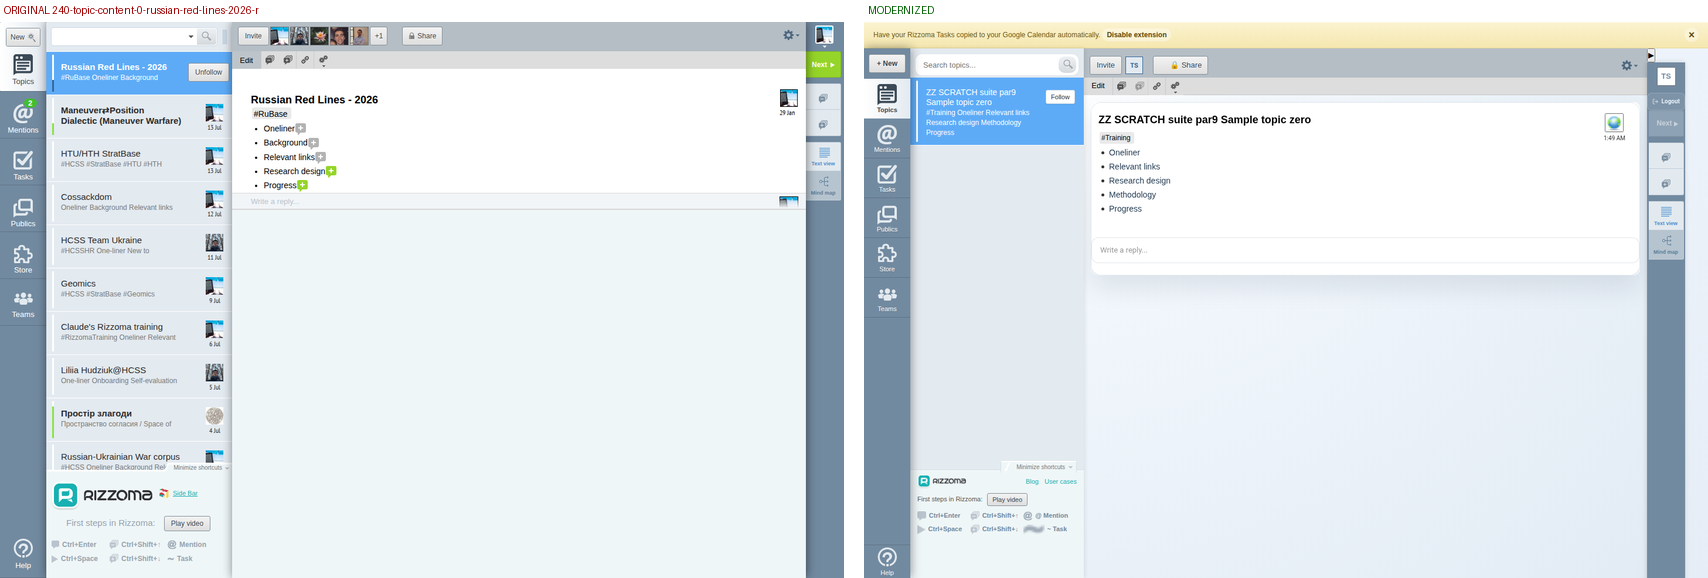 ORIGINAL 240-topic-content-0-russian-red-lines-2026-r
New
Topics
2
Mentions
Tasks
Publics
Store
Teams
Help
Russian Red Lines - 2026
#RuBase Oneliner Background
Unfollow
Maneuver⇄Position
Dialectic (Maneuver Warfare)
13 Jul
HTU/HTH StratBase
#HCSS #StratBase #HTU #HTH
13 Jul
Cossackdom
Oneliner Background Relevant links
12 Jul
HCSS Team Ukraine
#HCSSHR One-liner New to
11 Jul
Geomics
#HCSS #StratBase #Geomics
9 Jul
Claude's Rizzoma training
#RizzomaTraining Oneliner Relevant
6 Jul
Liliia Hudziuk@HCSS
One-liner Onboarding Self-evaluation
5 Jul
Простір злагоди
Пространство согласия / Space of
4 Jul
Russian-Ukrainian War corpus
#HCSS Oneliner Background Rel
Minimize shortcuts
RIZZOMA
Side Bar
First steps in Rizzoma:
Play video
Ctrl+Enter
Ctrl+Shift+↑
@ Mention
Ctrl+Space
Ctrl+Shift+↓
~ Task
Invite
+1
Share
Edit
Russian Red Lines - 2026
29 Jan
#RuBase
• Oneliner
• Background
• Relevant links
• Research design
• Progress
Write a reply...
Next
Text view
Mind map
MODERNIZED
Have your Rizzoma Tasks copied to your Google Calendar automatically. Disable extension
×
+ New
Topics
Mentions
Tasks
Publics
Store
Teams
Help
Search topics...
ZZ SCRATCH suite par9
Sample topic zero
#Training Oneliner Relevant links
Research design Methodology
Progress
Follow
Minimize shortcuts
RIZZOMA
Blog
User cases
First steps in Rizzoma:
Play video
Ctrl+Enter
Ctrl+Shift+↑
@ @ Mention
Ctrl+Space
Ctrl+Shift+↓
~ Task
Invite
TS
Share
Edit
ZZ SCRATCH suite par9 Sample topic zero
1:49 AM
#Training
• Oneliner
• Relevant links
• Research design
• Methodology
• Progress
Write a reply...
TS
Logout
Next
Text view
Mind map